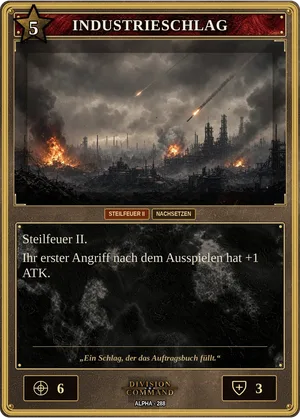 5
INDUSTRIESCHLAG
STEILFEUER II
NACHSETZEN
Steilfeuer II.
Ihr erster Angriff nach dem Ausspielen hat +1
ATK.
„Ein Schlag, der das Auftragsbuch füllt.“
6
DIVISION
COMMAND
ALPHA · 288
3